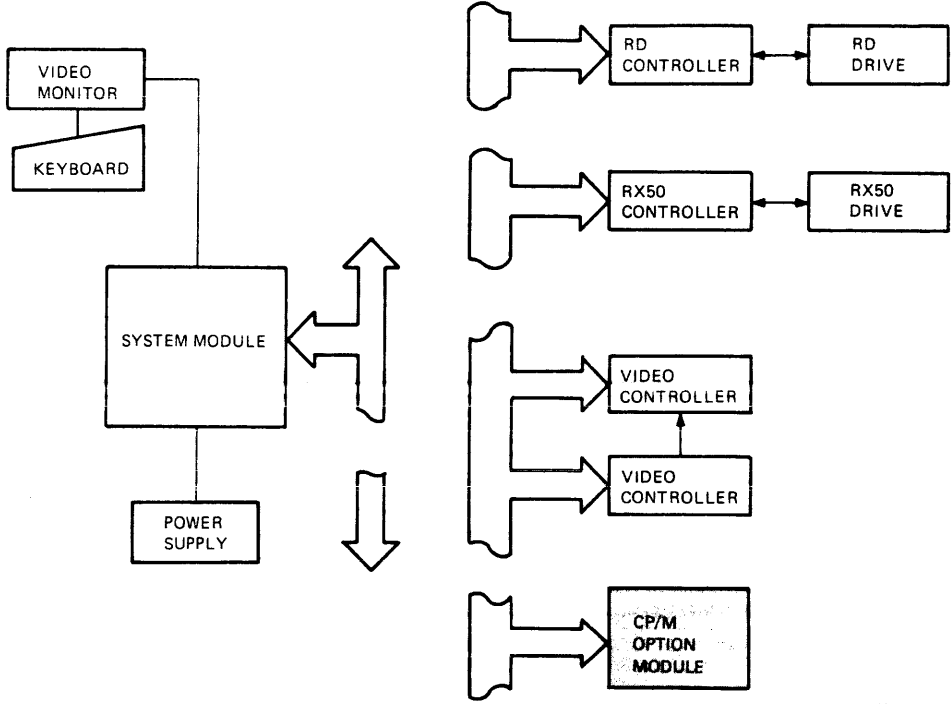 VIDEO
MONITOR
KEYBOARD
SYSTEM MODULE
POWER
SUPPLY
RD
CONTROLLER
RD
DRIVE
RX50
CONTROLLER
RX50
DRIVE
VIDEO
CONTROLLER
VIDEO
CONTROLLER
CP/M
OPTION
MODULE